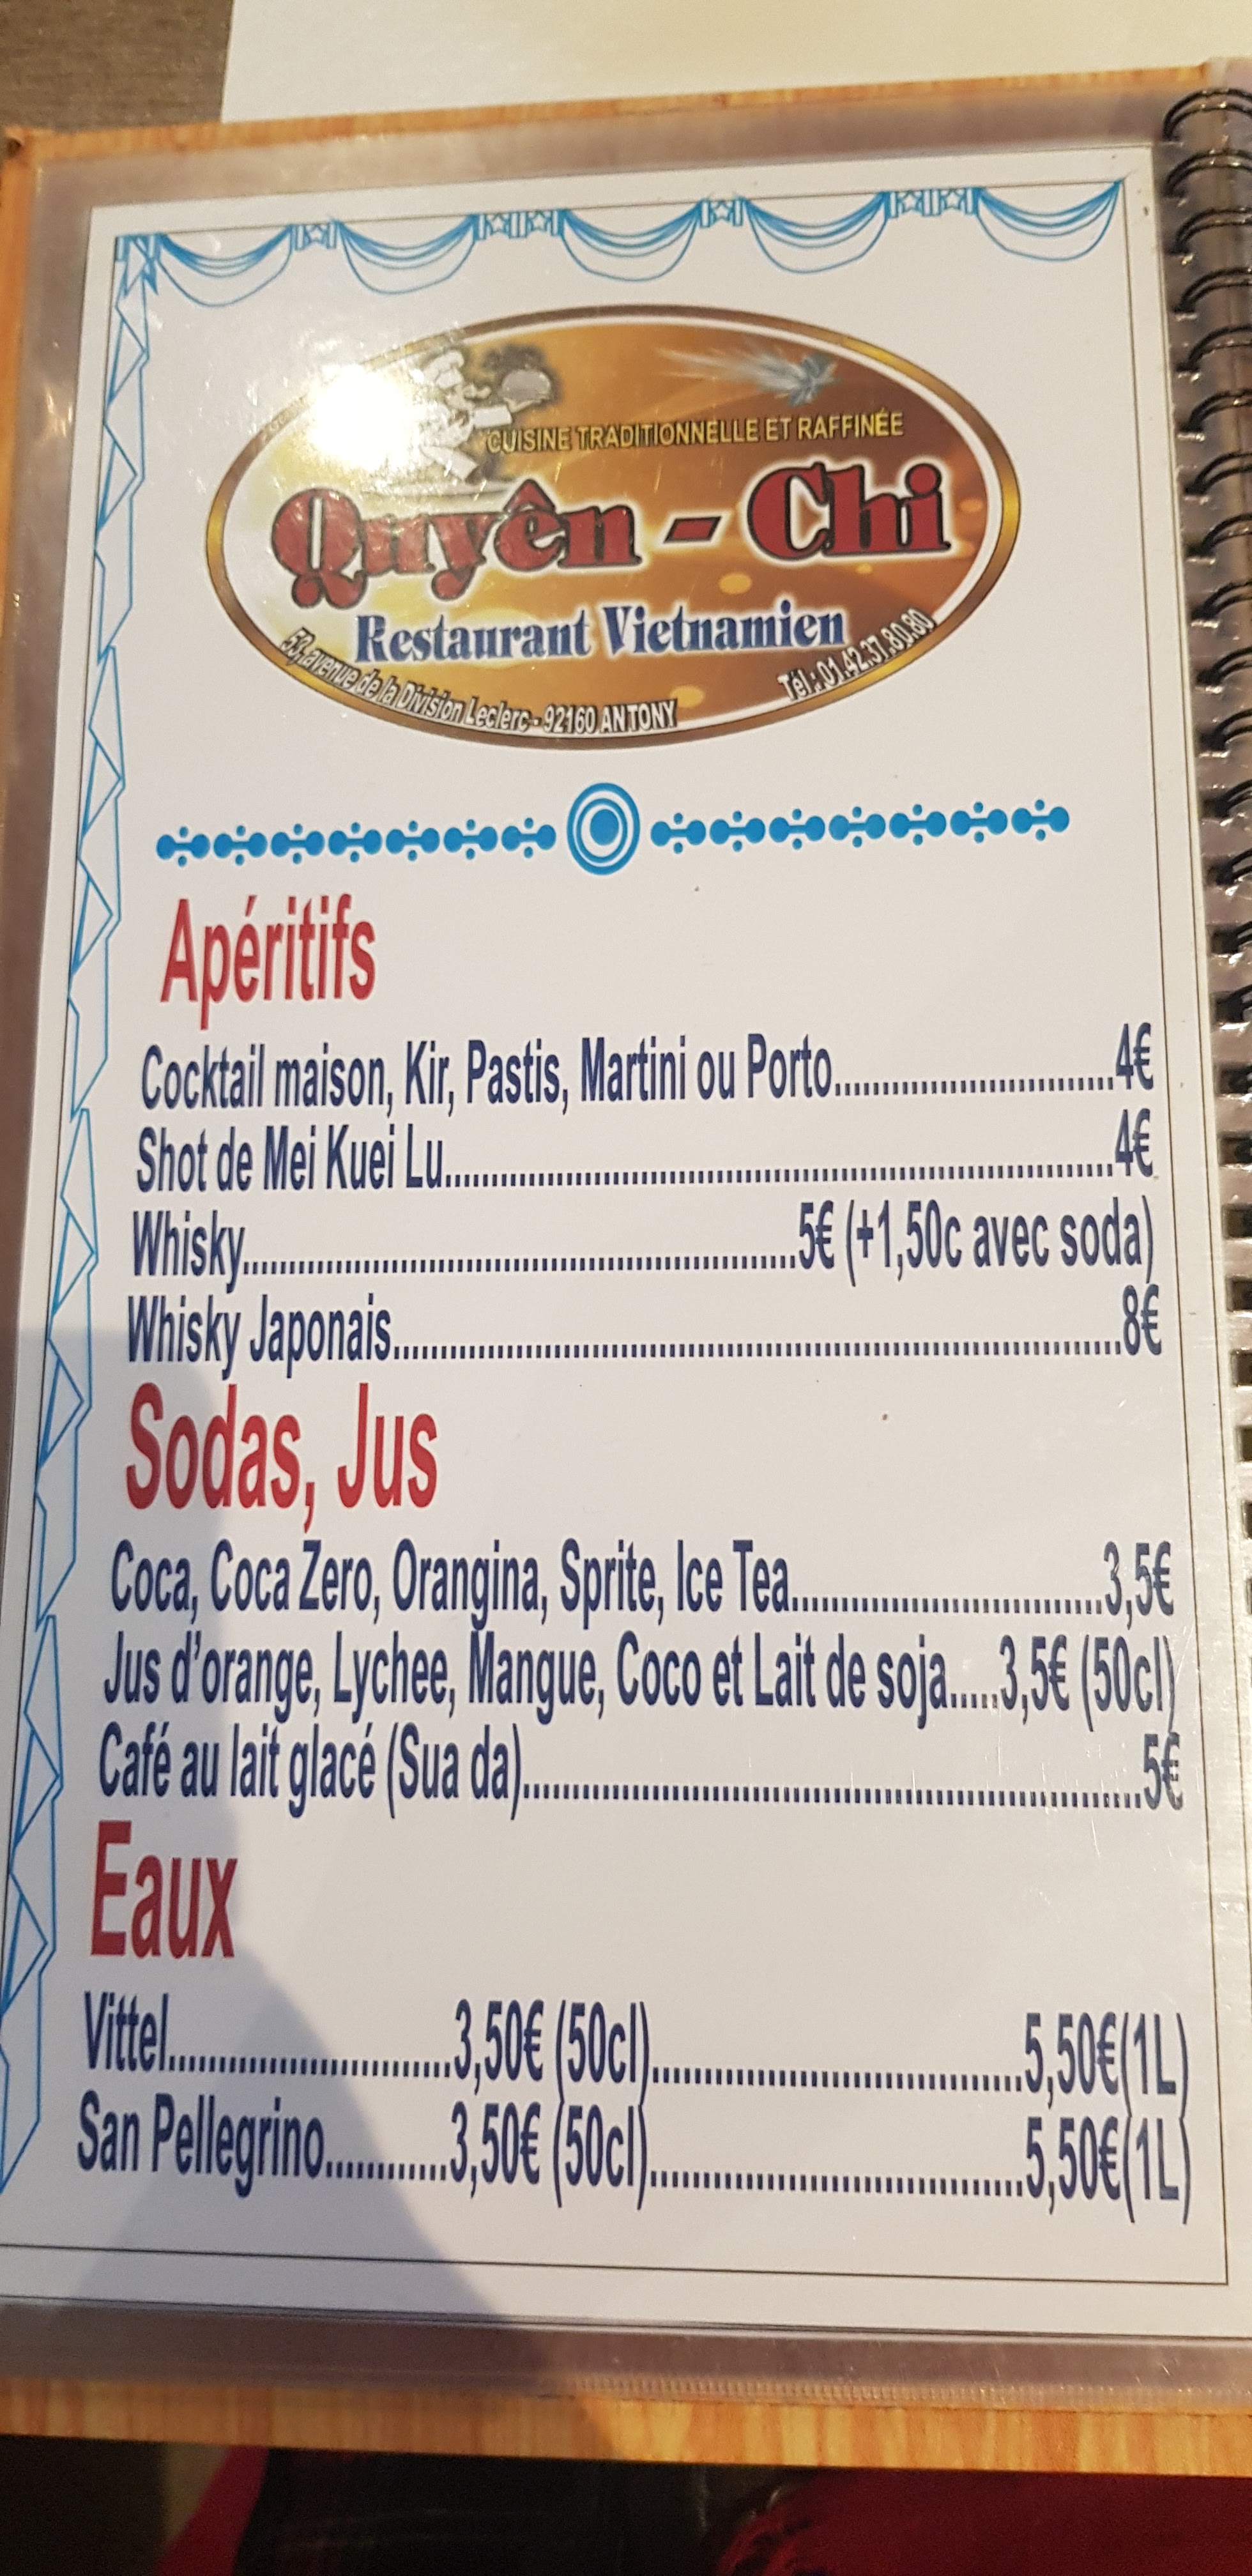 CUISINE TRADITIONNELLE ET RAFFINÉE
Quyên - Chi
Restaurant Vietnamien
53, avenue de la Division Leclerc - 92160 ANTONY
Tél : 01.42.37.80.80
Apéritifs
Cocktail maison, Kir, Pastis, Martini ou Porto..............................4€
Shot de Mei Kuei Lu..............................4€
Whisky..............................5€ (+1,50c avec soda)
Whisky Japonais..............................8€
Sodas, Jus
Coca, Coca Zero, Orangina, Sprite, Ice Tea..............................3,5€
Jus d'orange, Lychee, Mangue, Coco et Lait de soja.....3,5€ (50cl)
Café au lait glacé (Sua da)..............................5€
Eaux
Vittel..............................3,50€ (50cl)..............................5,50€(1L)
San Pellegrino............3,50€ (50cl)..............................5,50€(1L)